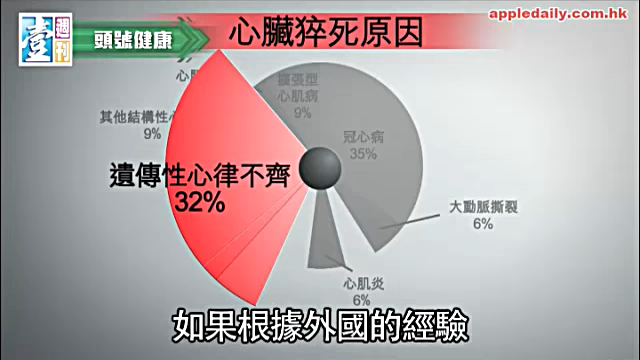 壹週刊
頭號健康
心臟猝死原因
appledaily.com.hk
擴張型
心肌病
9%
其他結構性心
9%
冠心病
35%
遺傳性心律不齊
32%
大動脈撕裂
6%
心肌炎
6%
如果根據外國的經驗